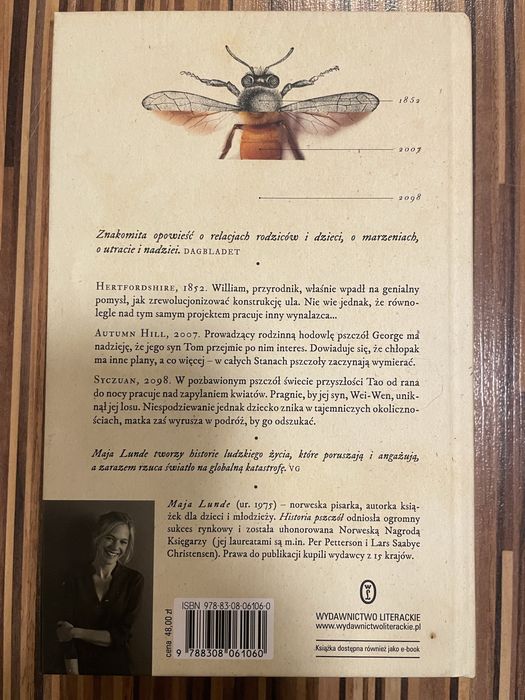 1852
2007
2098
Znakomita opowieść o relacjach rodziców i dzieci, o marzeniach,
o utracie i nadziei. DAGBLADET
•
HERTFORDSHIRE, 1852. William, przyrodnik, właśnie wpadł na genialny
pomysł, jak zrewolucjonizować konstrukcję ula. Nie wie jednak, że równo-
legle nad tym samym projektem pracuje inny wynalazca...
AUTUMN HILL, 2007. Prowadzący rodzinną hodowlę pszczół George ma
nadzieję, że jego syn Tom przejmie po nim interes. Dowiaduje się, że chłopak
ma inne plany, a co więcej – w całych Stanach pszczoły zaczynają wymierać.
SYCZUAN, 2098. W pozbawionym pszczół świecie przyszłości Tao od rana
do nocy pracuje nad zapylaniem kwiatów. Pragnie, by jej syn, Wei-Wen, unik-
nął jej losu. Niespodziewanie jednak dziecko znika w tajemniczych okoliczno-
ściach, matka zaś wyrusza w podróż, by go odszukać.
•
Maja Lunde tworzy historie ludzkiego życia, które poruszają i angażują,
a zarazem rzuca światło na globalną katastrofę. VG
•
Maja Lunde (ur. 1975) – norweska pisarka, autorka ksią-
żek dla dzieci i młodzieży. Historia pszczół odniosła ogromny
sukces rynkowy i została uhonorowana Norweską Nagrodą
Księgarzy (jej laureatami są m.in. Per Petterson i Lars Saabye
Christensen). Prawa do publikacji kupili wydawcy z 15 krajów.
cena 48,00 zł
ISBN 978-83-08-06106-0
9 788308 061060
WL
WYDAWNICTWO LITERACKIE
www.wydawnictwoliterackie.pl
Książka dostępna również jako e-book